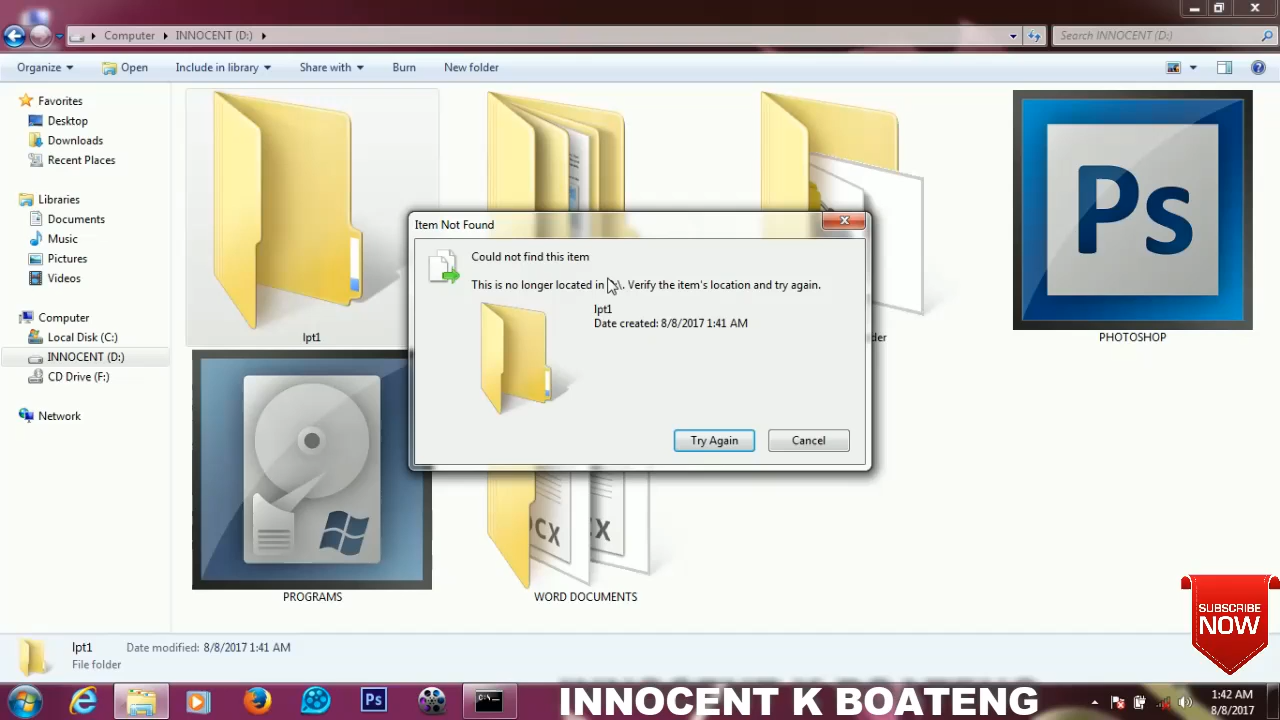 Computer
INNOCENT (D:)
Search INNOCENT (D:)
Organize
Open
Include in library
Share with
Burn
New folder
Favorites
Desktop
Downloads
Recent Places
Libraries
Documents
Music
Pictures
Videos
Computer
Local Disk (C:)
INNOCENT (D:)
CD Drive (F:)
Network
lpt1
Ps
PHOTOSHOP
Item Not Found
Could not find this item
This is no longer located in . Verify the item's location and try again.
lpt1
Date created: 8/8/2017 1:41 AM
Try Again
Cancel
PROGRAMS
WORD DOCUMENTS
SUBSCRIBE
NOW
lpt1
Date modified: 8/8/2017 1:41 AM
File folder
Ps
C:\
INNOCENT K BOATENG
1:42 AM
8/8/2017